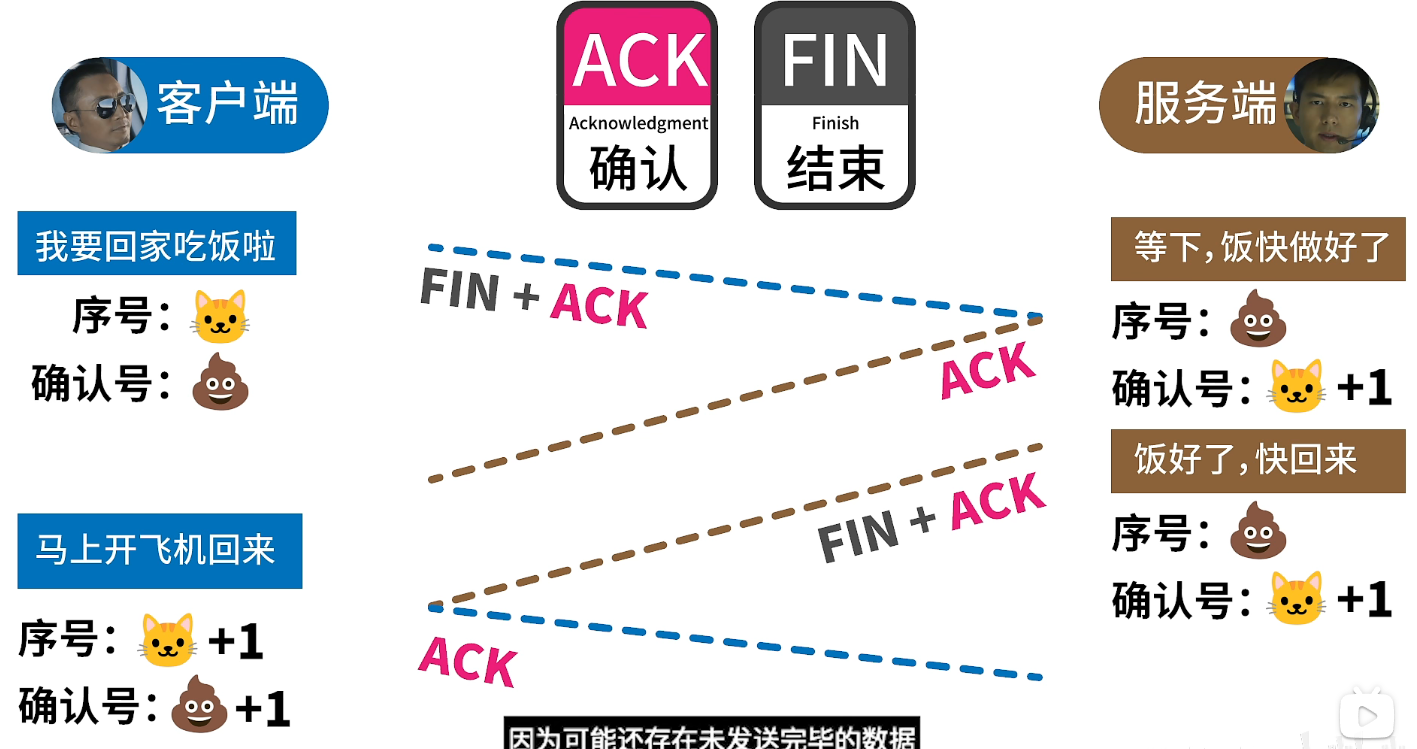 ACK
Acknowledgment
确认
FIN
Finish
结束
客户端
服务端
我要回家吃饭啦
序号：
确认号：
等下，饭快做好了
序号：
确认号： +1
FIN + ACK
ACK
饭好了，快回来
序号：
确认号： +1
FIN + ACK
马上开飞机回来
序号： +1
确认号： +1
ACK
因为可能还存在未发送完毕的数据